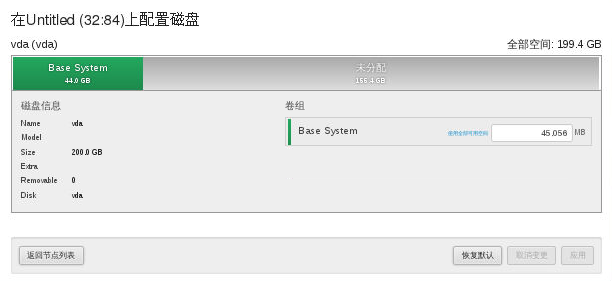 在Untitled (32:84)上配置磁盘
vda (vda)
全部空间: 199.4 GB
Base System
44.0 GB
未分配
155.4 GB
磁盘信息
Name vda
Model
Size 200.0 GB
Extra
Removable 0
Disk vda
卷组
Base System 使用全部可用空间 45,056 MB
返回节点列表 恢复默认 取消变更 应用